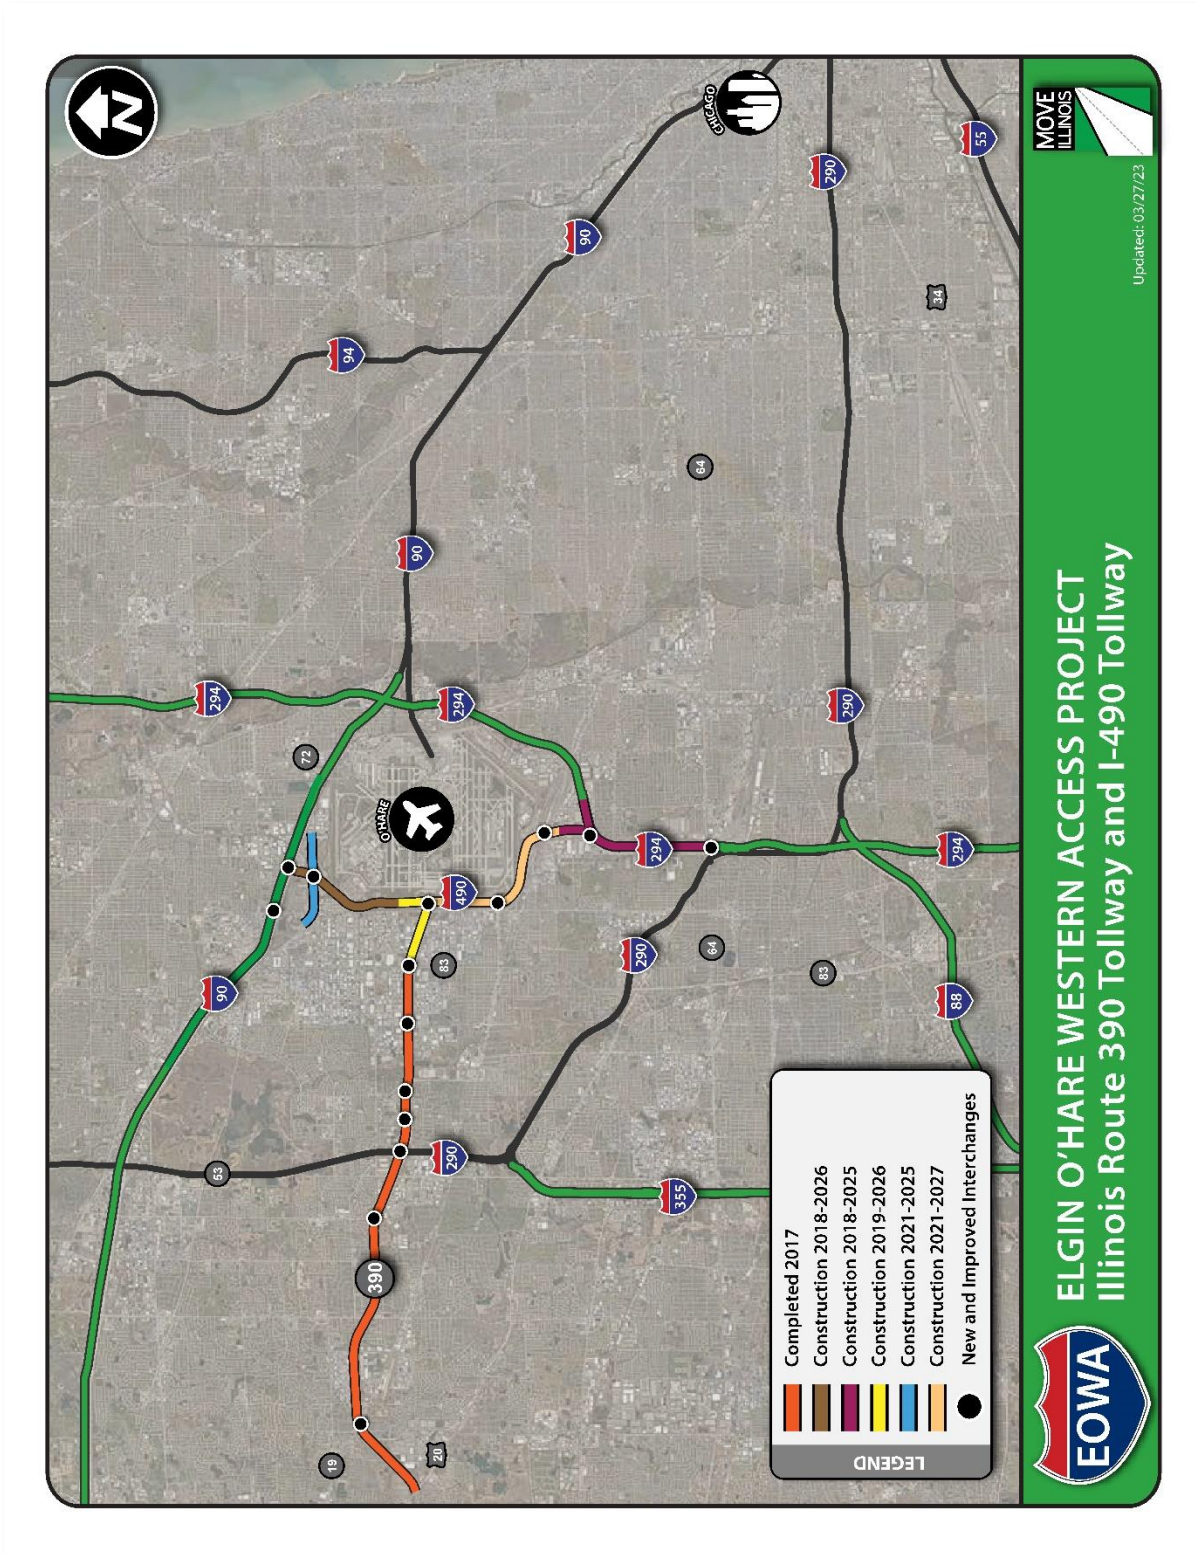 N
53
90
294
72
19
94
390
O'HARE
90
20
290
83
490
294
90
290
294
355
64
64
CHICAGO
83
290
290
34
88
294
55
LEGEND
Completed 2017
Construction 2018-2026
Construction 2018-2025
Construction 2019-2026
Construction 2021-2025
Construction 2021-2027
New and Improved Interchanges
EOWA
ELGIN O'HARE WESTERN ACCESS PROJECT
Illinois Route 390 Tollway and I-490 Tollway
MOVE
ILLINOIS
Updated: 03/27/23